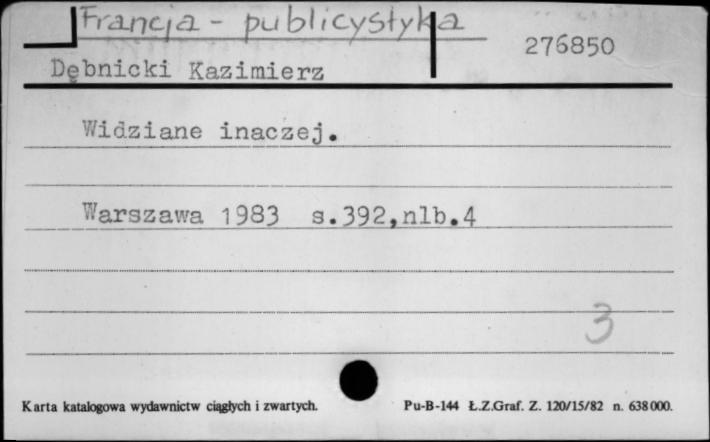 Francja - publicystyka
276850
Dębnicki Kazimierz
Widziane inaczej.
Warszawa 1983 s.392,nlb.4
3
Karta katalogowa wydawnictw ciągłych i zwartych. Pu-B-144 Ł.Z.Graf. Z. 120/15/82 n. 638000.